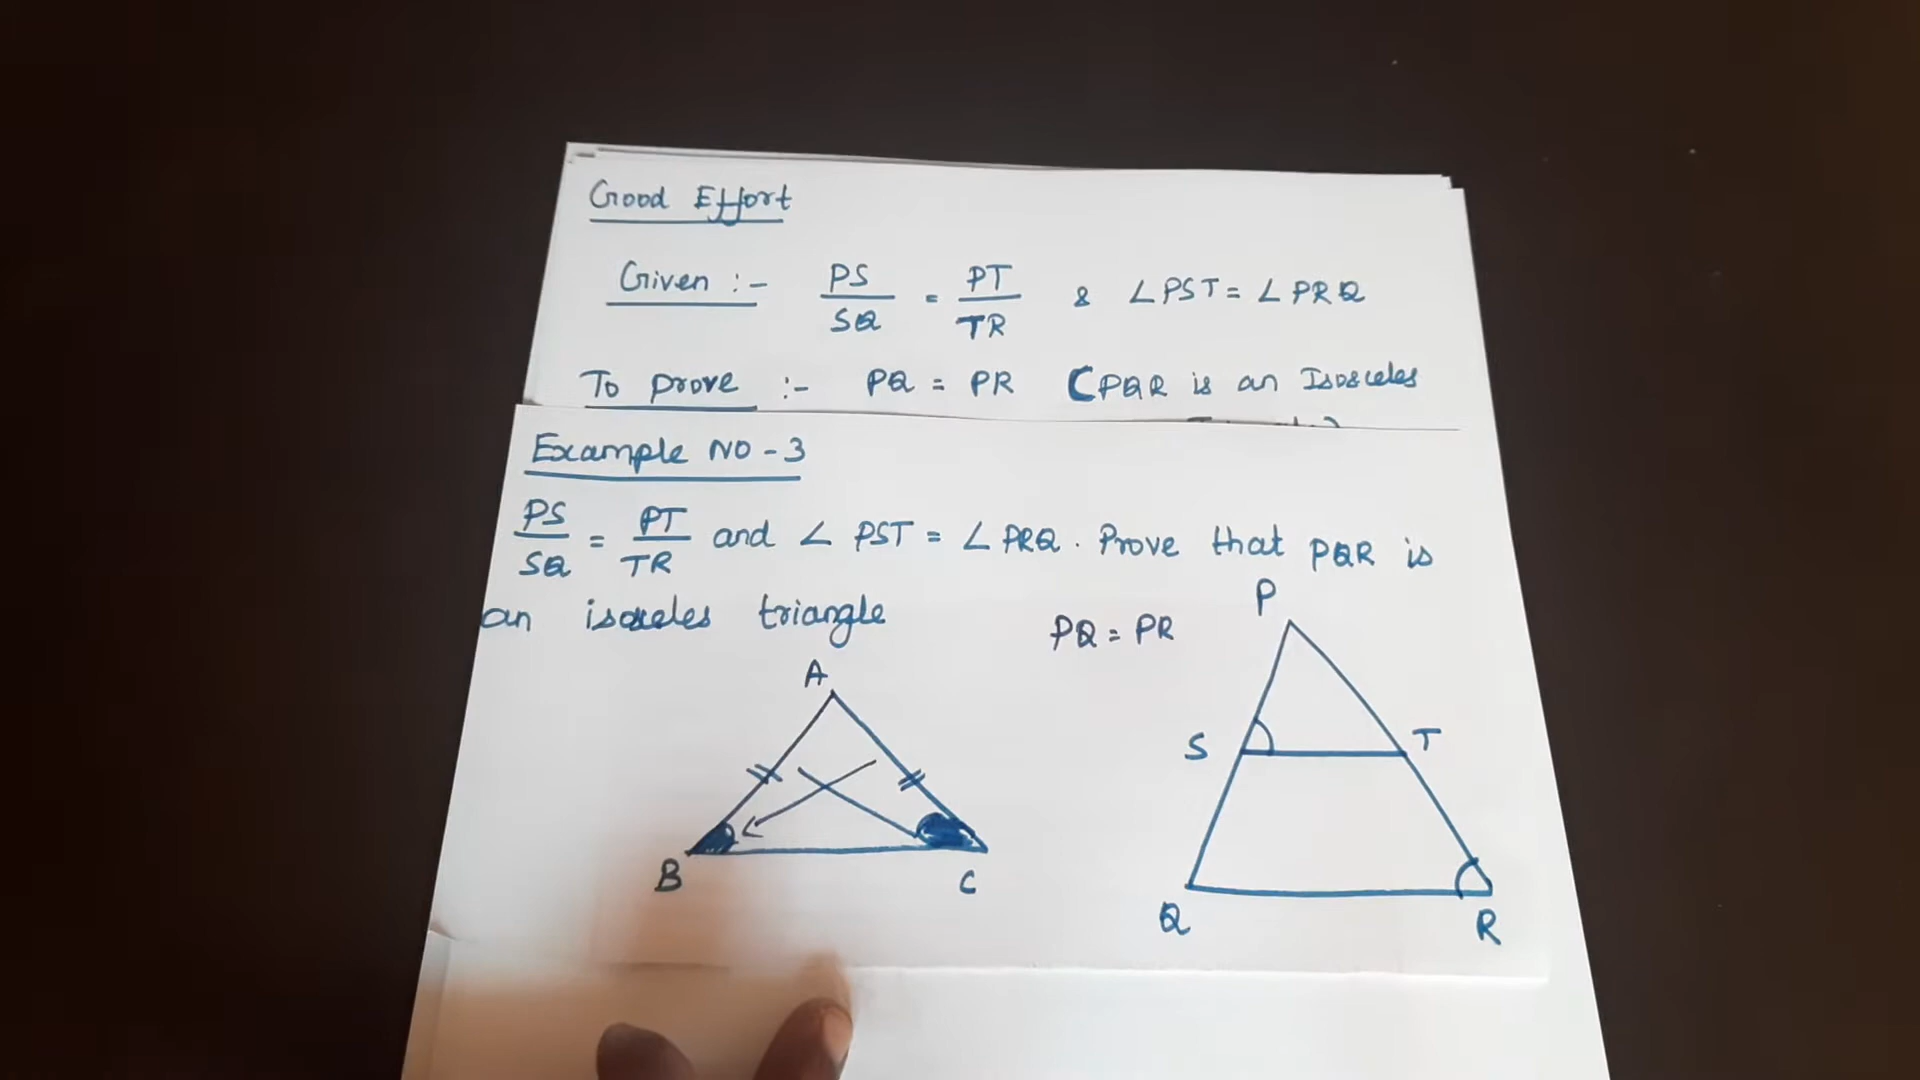 Good Effort
Given :- PS/SQ = PT/TR & ∠PST = ∠PRQ
To prove :- PQ = PR (PQR is an Isosceles
Example NO - 3
PS/SQ = PT/TR and ∠ PST = ∠ PRQ . Prove that PQR is
an isosceles triangle
PQ = PR
P
A
S
T
B
C
Q
R